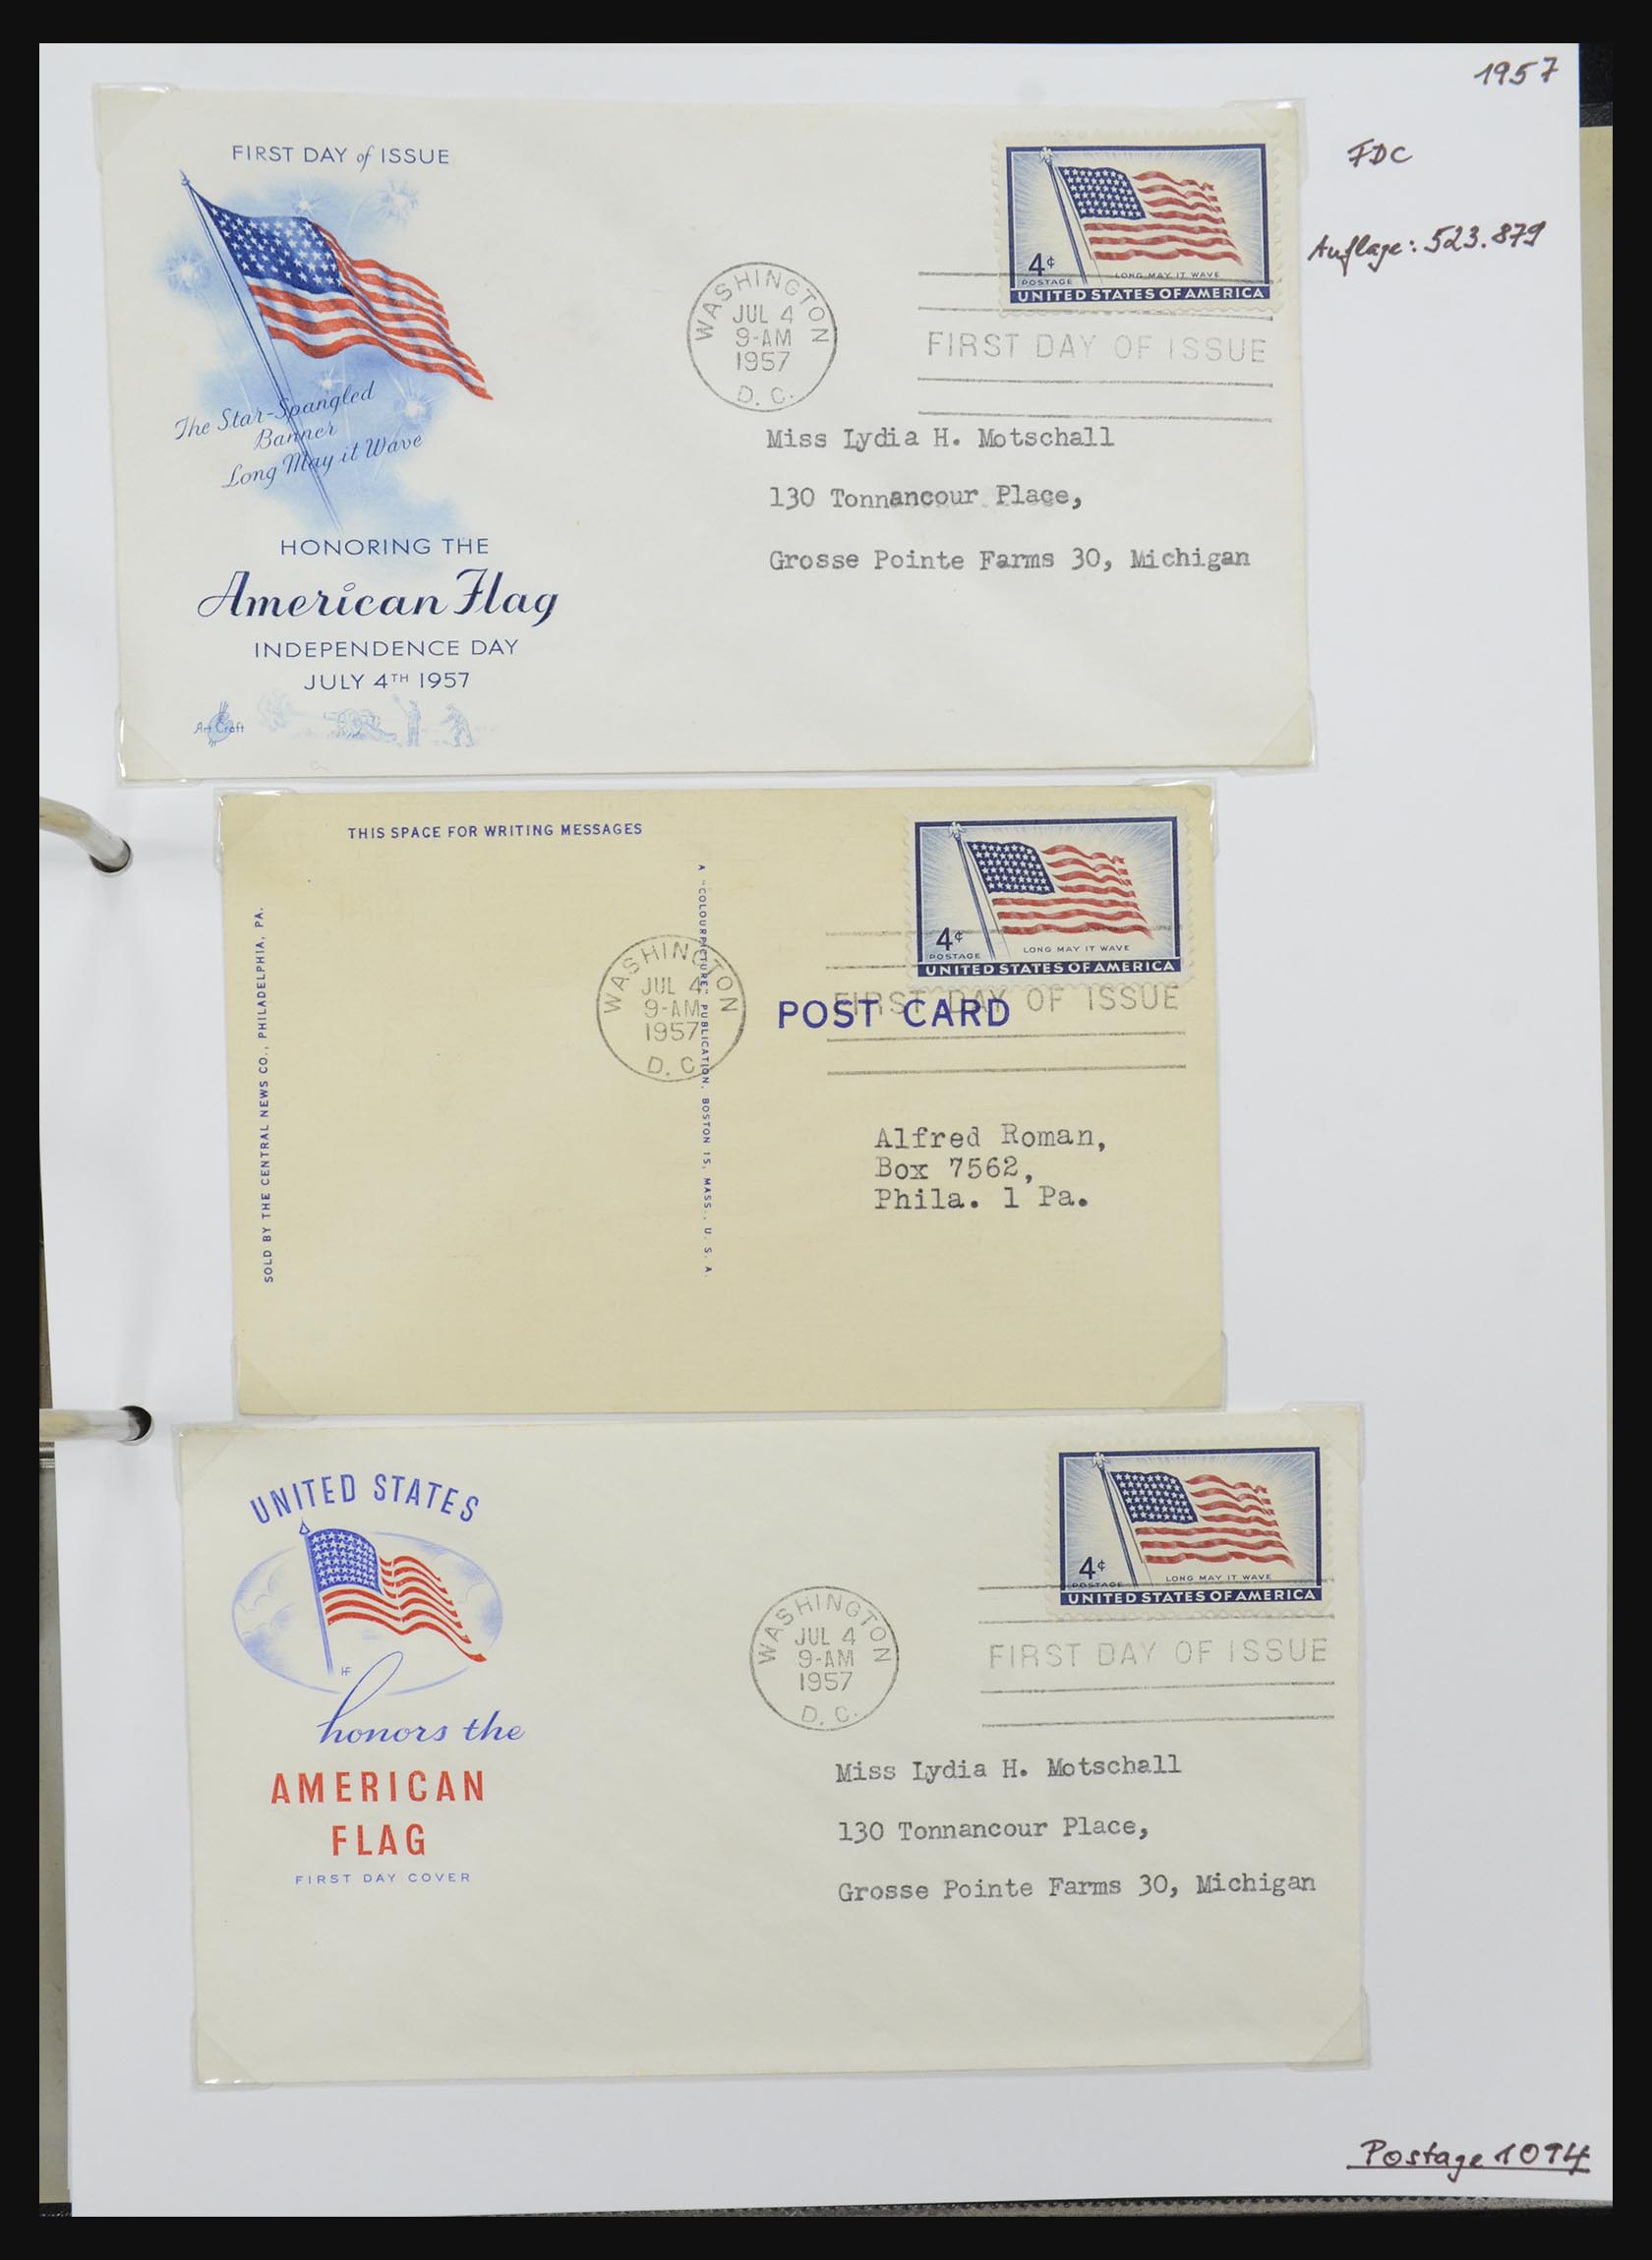 1957
FDC
Auflage: 523.879
FIRST DAY of ISSUE
The Star-Spangled
Banner
Long May it Wave
HONORING THE
American Flag
INDEPENDENCE DAY
JULY 4TH 1957
Art Craft
4¢
POSTAGE
LONG MAY IT WAVE
UNITED STATES OF AMERICA
WASHINGTON
JUL 4
9-AM
1957
D. C.
FIRST DAY OF ISSUE
Miss Lydia H. Motschall
130 Tonnancour Place,
Grosse Pointe Farms 30, Michigan
THIS SPACE FOR WRITING MESSAGES
SOLD BY THE CENTRAL NEWS CO., PHILADELPHIA, PA.
A "COLOURPICTURE" PUBLICATION, BOSTON 15, MASS., U. S. A.
4¢
POSTAGE
LONG MAY IT WAVE
UNITED STATES OF AMERICA
WASHINGTON
JUL 4
9-AM
1957
D. C.
FIRST DAY OF ISSUE
POST CARD
Alfred Roman,
Box 7562,
Phila. 1 Pa.
UNITED STATES
HF
honors the
AMERICAN
FLAG
FIRST DAY COVER
4¢
POSTAGE
LONG MAY IT WAVE
UNITED STATES OF AMERICA
WASHINGTON
JUL 4
9-AM
1957
D. C.
FIRST DAY OF ISSUE
Miss Lydia H. Motschall
130 Tonnancour Place,
Grosse Pointe Farms 30, Michigan
Postage 1094